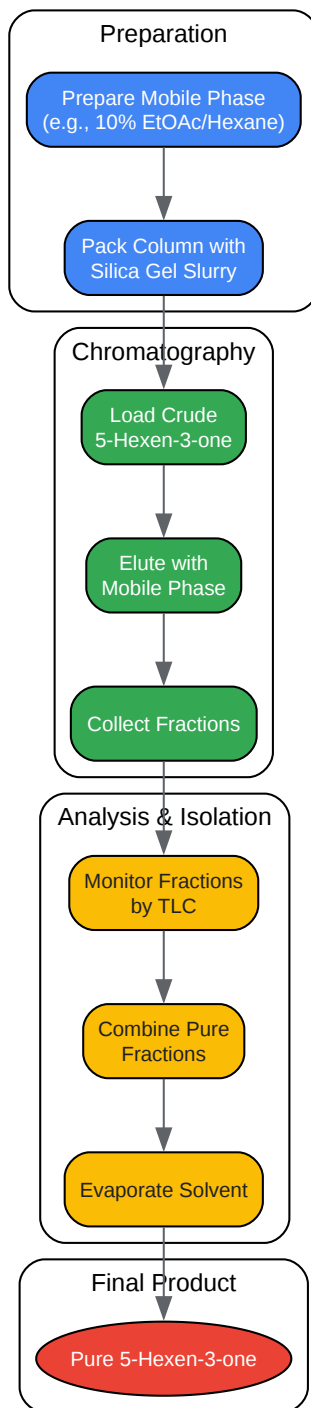 Preparation
Prepare Mobile Phase
(e.g., 10% EtOAc/Hexane)
Pack Column with
Silica Gel Slurry
Chromatography
Load Crude
5-Hexen-3-one
Elute with
Mobile Phase
Collect Fractions
Analysis & Isolation
Monitor Fractions
by TLC
Combine Pure
Fractions
Evaporate Solvent
Final Product
Pure 5-Hexen-3-one